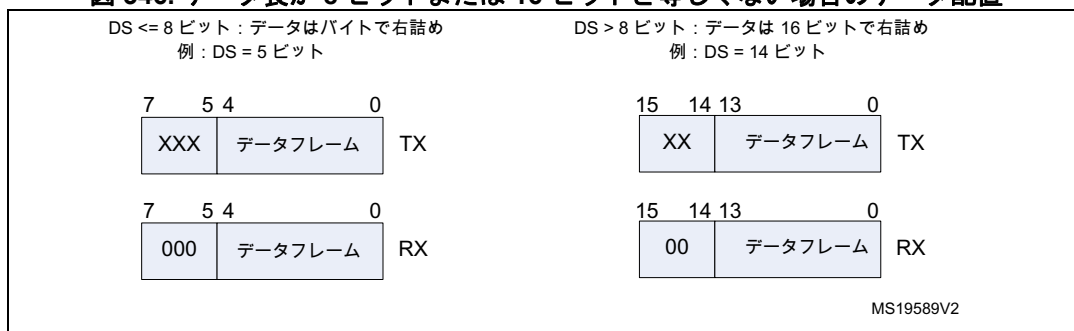 DS <= 8 ビット：データはバイトで右詰め
例：DS = 5 ビット
7 5 4 0
XXX データフレーム TX
7 5 4 0
000 データフレーム RX
DS > 8 ビット：データは 16 ビットで右詰め
例：DS = 14 ビット
15 14 13 0
XX データフレーム TX
15 14 13 0
00 データフレーム RX
MS19589V2